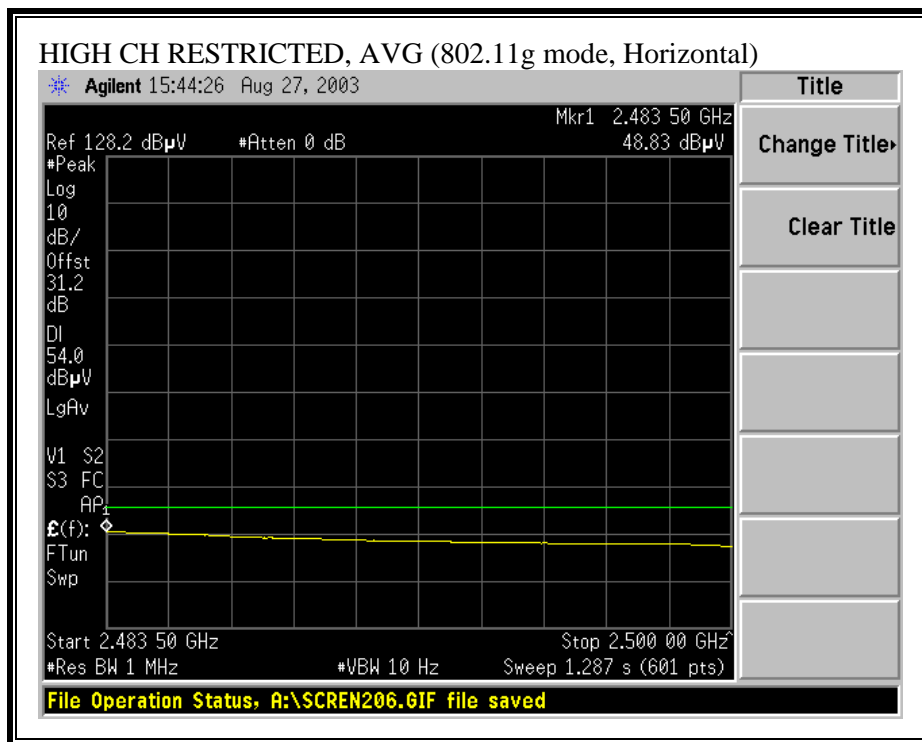 HIGH CH RESTRICTED, AVG (802.11g mode, Horizontal)
Agilent 15:44:26 Aug 27, 2003
Title
Mkr1 2.483 50 GHz
Ref 128.2 dBµV #Atten 0 dB 48.83 dBµV
Change Title
#Peak
Log
10
dB/
Clear Title
Offst
31.2
dB
DI
54.0
dBµV
LgAv
V1 S2
S3 FC
AP
1
£(f):
FTun
Swp
Start 2.483 50 GHz Stop 2.500 00 GHz^
#Res BW 1 MHz #VBW 10 Hz Sweep 1.287 s (601 pts)
File Operation Status, A:\SCREN206.GIF file saved